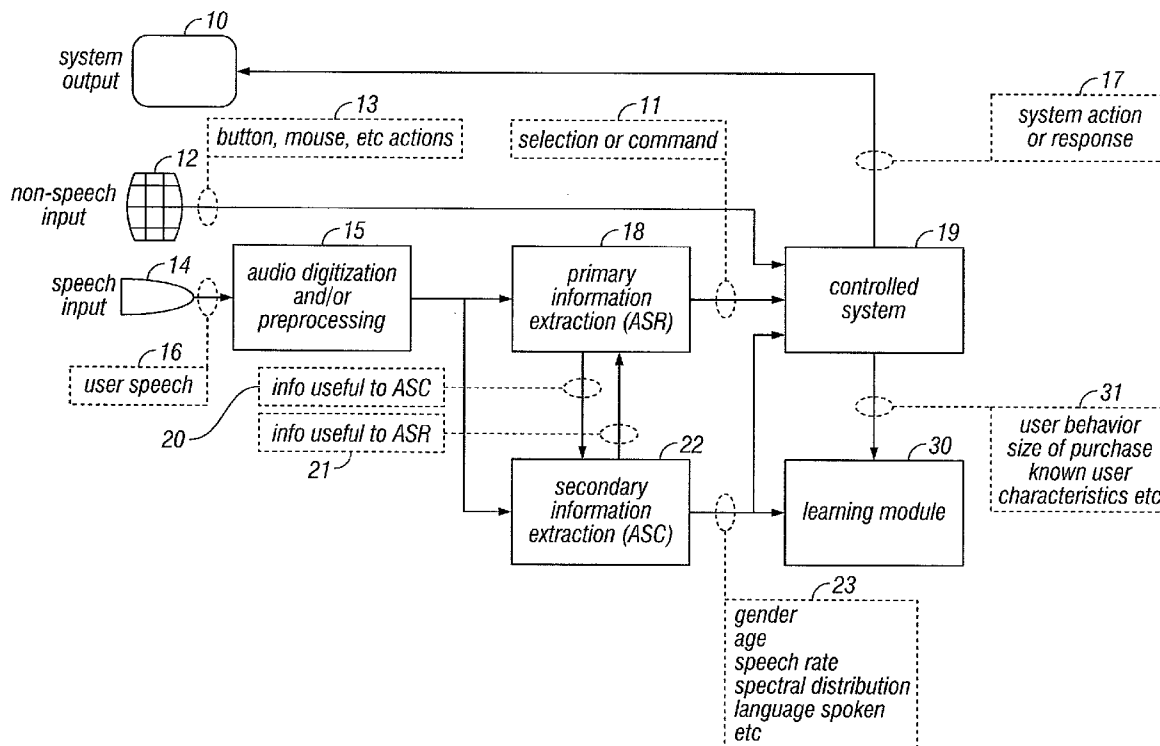 10
system
output
13
button, mouse, etc actions
11
selection or command
17
system action
or response
12
non-speech
input
14
speech
input
15
audio digitization
and/or
preprocessing
18
primary
information
extraction (ASR)
19
controlled
system
16
user speech
20
info useful to ASC
info useful to ASR
21
22
secondary
information
extraction (ASC)
30
learning module
31
user behavior
size of purchase
known user
characteristics etc
23
gender
age
speech rate
spectral distribution
language spoken
etc